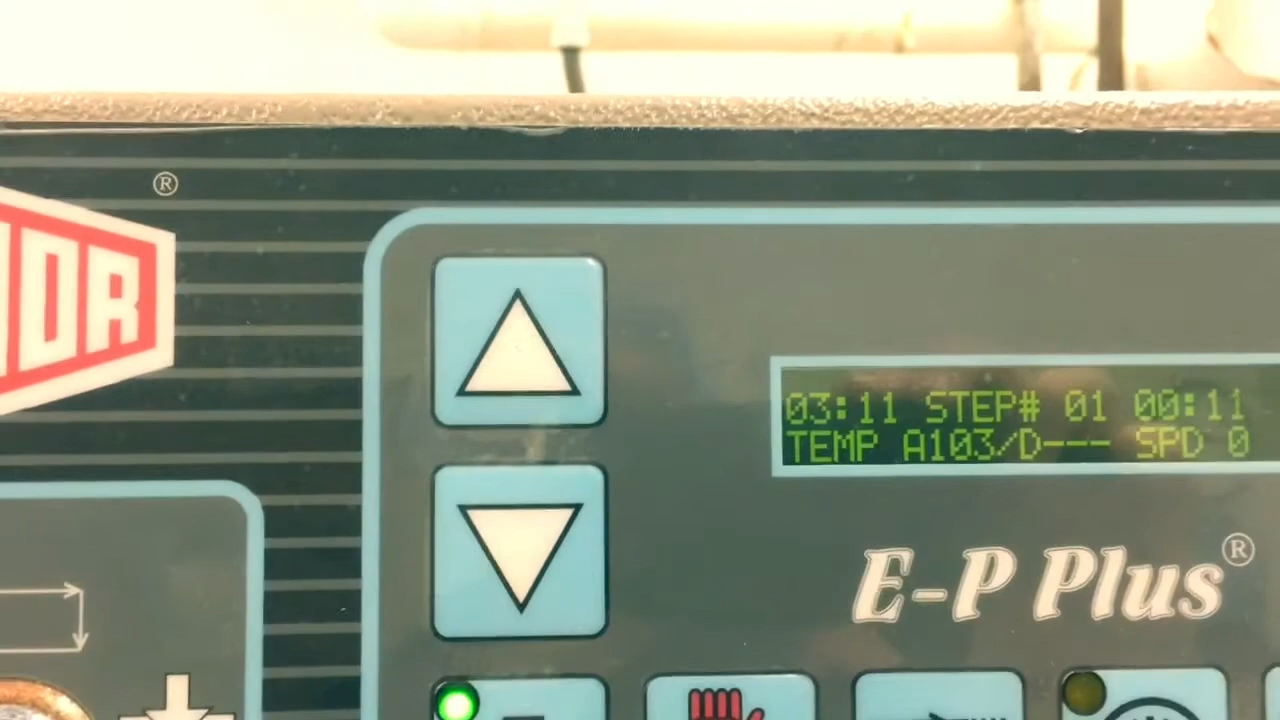 ®
03:11 STEP# 01 00:11
TEMP A103/D--- SPD 0
E-P Plus®